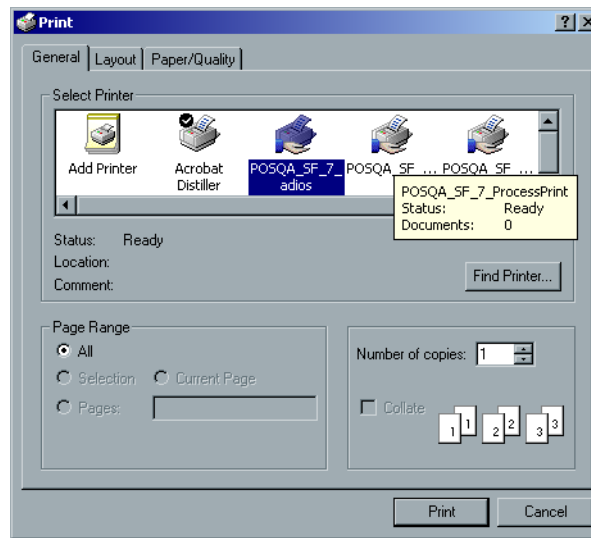 Print
General Layout Paper/Quality
Select Printer
Add Printer
Acrobat
Distiller
POSQA_SF_7_
adios
POSQA_SF ...
POSQA_SF ...
POSQA_SF_7_ProcessPrint
Status: Ready
Documents: 0
Status: Ready
Location:
Comment:
Find Printer...
Page Range
All
Selection Current Page
Pages:
Number of copies: 1
Collate
1 1 2 2 3 3
Print Cancel